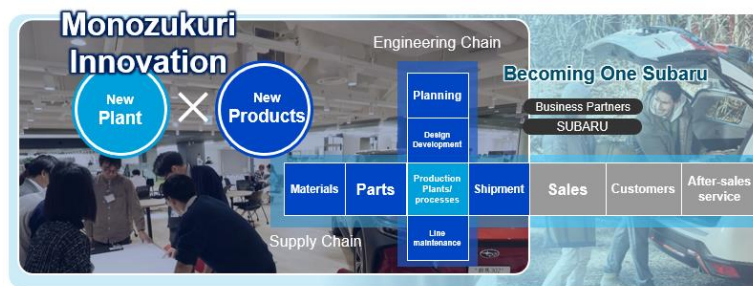 Monozukuri
Innovation
New
Plant
New
Products
Engineering Chain
Planning
Design
Development
Materials
Parts
Production
Plants/
processes
Shipment
Line
maintenance
Supply Chain
Becoming One Subaru
Business Partners
SUBARU
Sales
Customers
After-sales
service